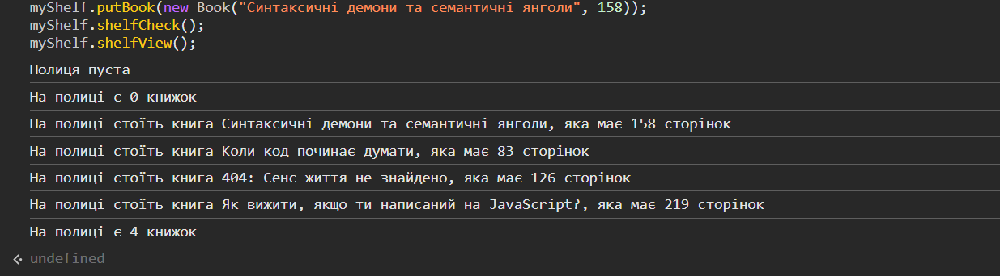 myShelf.putBook(new Book("Синтаксичні демони та семантичні янголи", 158));
myShelf.shelfCheck();
myShelf.shelfView();
Полиця пуста
На полиці є 0 книжок
На полиці стоїть книга Синтаксичні демони та семантичні янголи, яка має 158 сторінок
На полиці стоїть книга Коли код починає думати, яка має 83 сторінок
На полиці стоїть книга 404: Сенс життя не знайдено, яка має 126 сторінок
На полиці стоїть книга Як вижити, якщо ти написаний на JavaScript?, яка має 219 сторінок
На полиці є 4 книжок
undefined